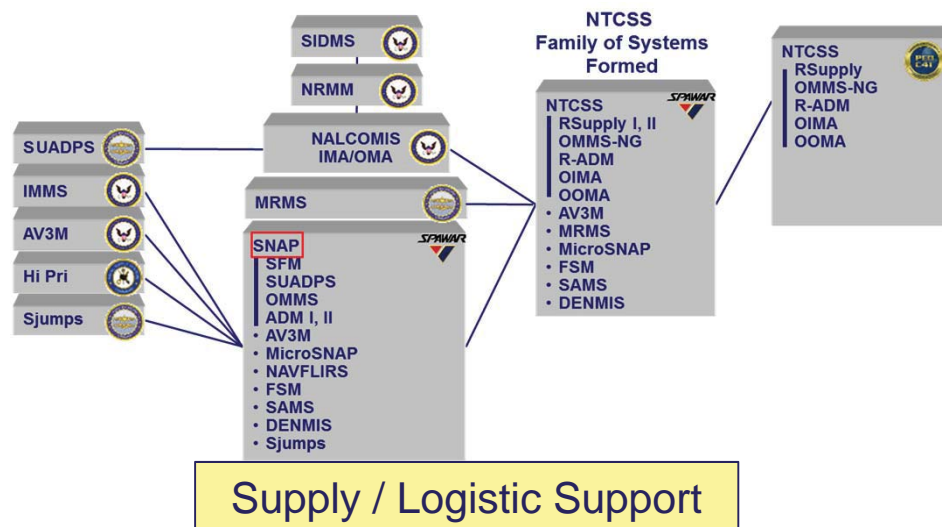 SIDMS
NRMM
NALCOMIS
IMA/OMA
SUADPS
IMMS
AV3M
Hi Pri
Sjumps
MRMS
SPAWAR
SNAP
SFM
SUADPS
OMMS
ADM I, II
• AV3M
• MicroSNAP
• NAVFLIRS
• FSM
• SAMS
• DENMIS
• Sjumps
NTCSS
Family of Systems
Formed
SPAWAR
NTCSS
RSupply I, II
OMMS-NG
R-ADM
OIMA
OOMA
• AV3M
• MRMS
• MicroSNAP
• FSM
• SAMS
• DENMIS
PEO
C4I
NTCSS
RSupply
OMMS-NG
R-ADM
OIMA
OOMA
Supply / Logistic Support